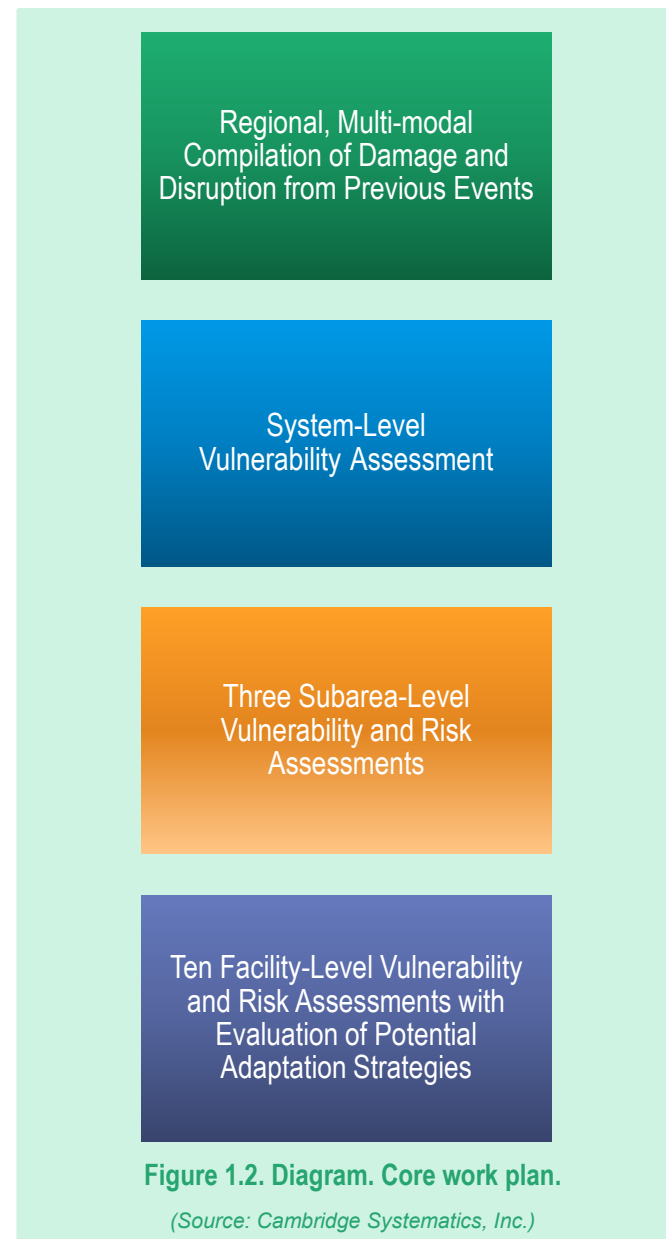 Regional, Multi-modal
Compilation of Damage and
Disruption from Previous Events
System-Level
Vulnerability Assessment
Three Subarea-Level
Vulnerability and Risk
Assessments
Ten Facility-Level Vulnerability
and Risk Assessments with
Evaluation of Potential
Adaptation Strategies
Figure 1.2. Diagram. Core work plan.
(Source: Cambridge Systematics, Inc.)